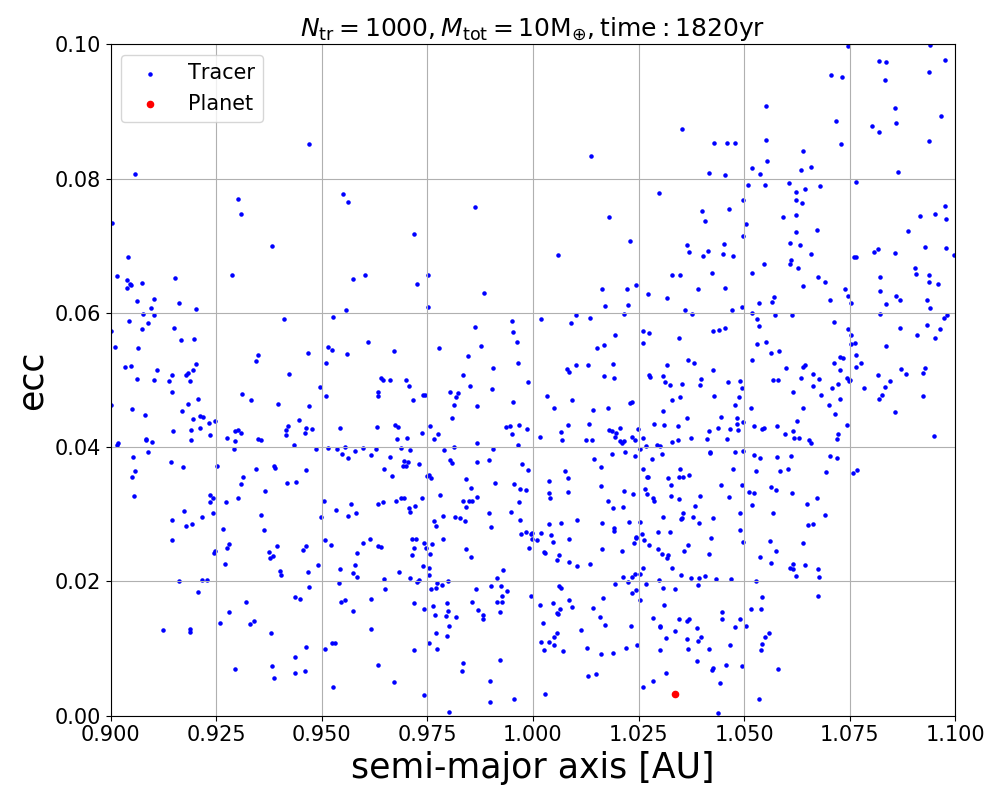 N_tr = 1000, M_tot = 10M_⊕, time : 1820yr
Tracer
Planet
0.10
0.08
0.06
0.04
0.02
0.00
ecc
0.900 0.925 0.950 0.975 1.000 1.025 1.050 1.075 1.100
semi-major axis [AU]